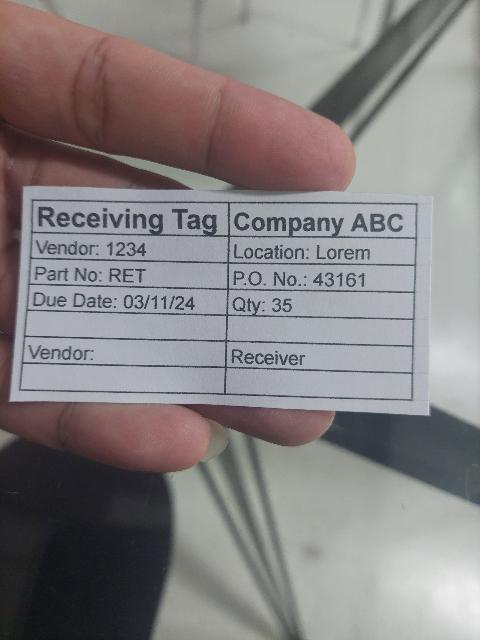 Receiving Tag Company ABC
Vendor: 1234 Location: Lorem
Part No: RET P.O. No.: 43161
Due Date: 03/11/24 Qty: 35
Vendor: Receiver